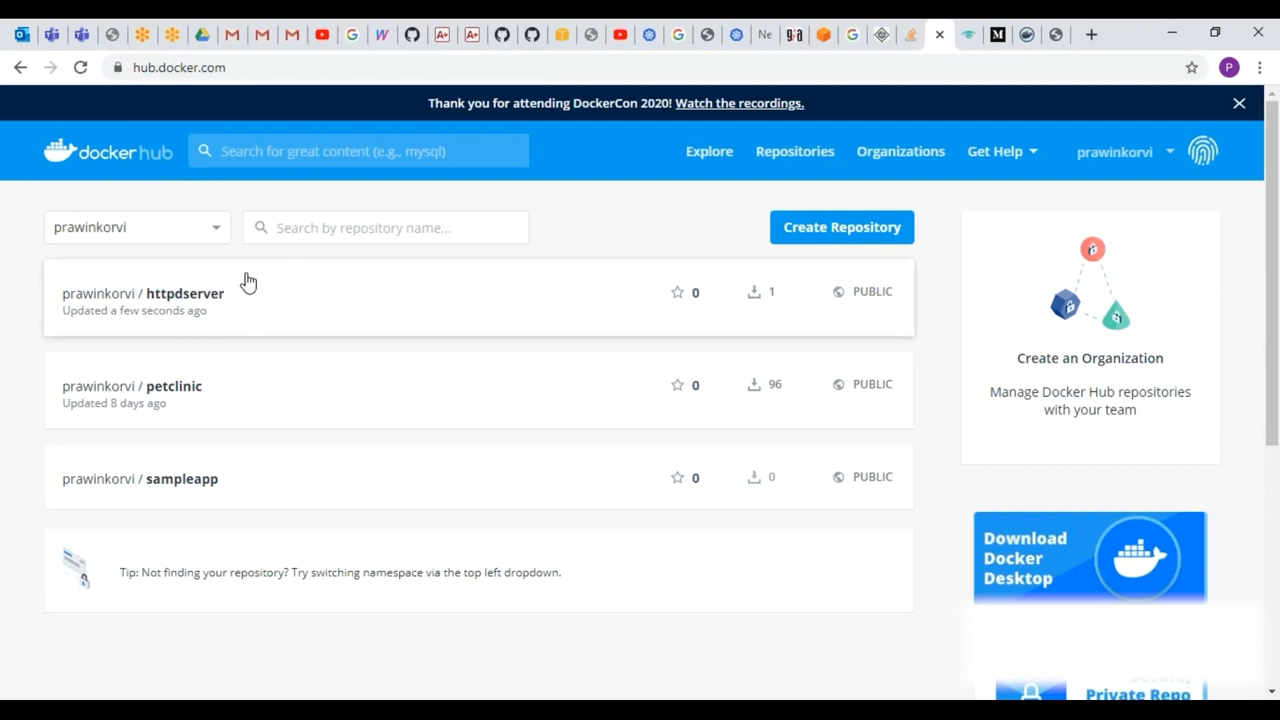 hub.docker.com
P
Thank you for attending DockerCon 2020! Watch the recordings.
docker hub
Search for great content (e.g., mysql)
Explore
Repositories
Organizations
Get Help
prawinkorvi
prawinkorvi
Search by repository name...
Create Repository
prawinkorvi / httpdserver
Updated a few seconds ago
0
1
PUBLIC
prawinkorvi / petclinic
Updated 8 days ago
0
96
PUBLIC
prawinkorvi / sampleapp
0
0
PUBLIC
Tip: Not finding your repository? Try switching namespace via the top left dropdown.
Create an Organization
Manage Docker Hub repositories
with your team
Download
Docker
Desktop
Private Repo